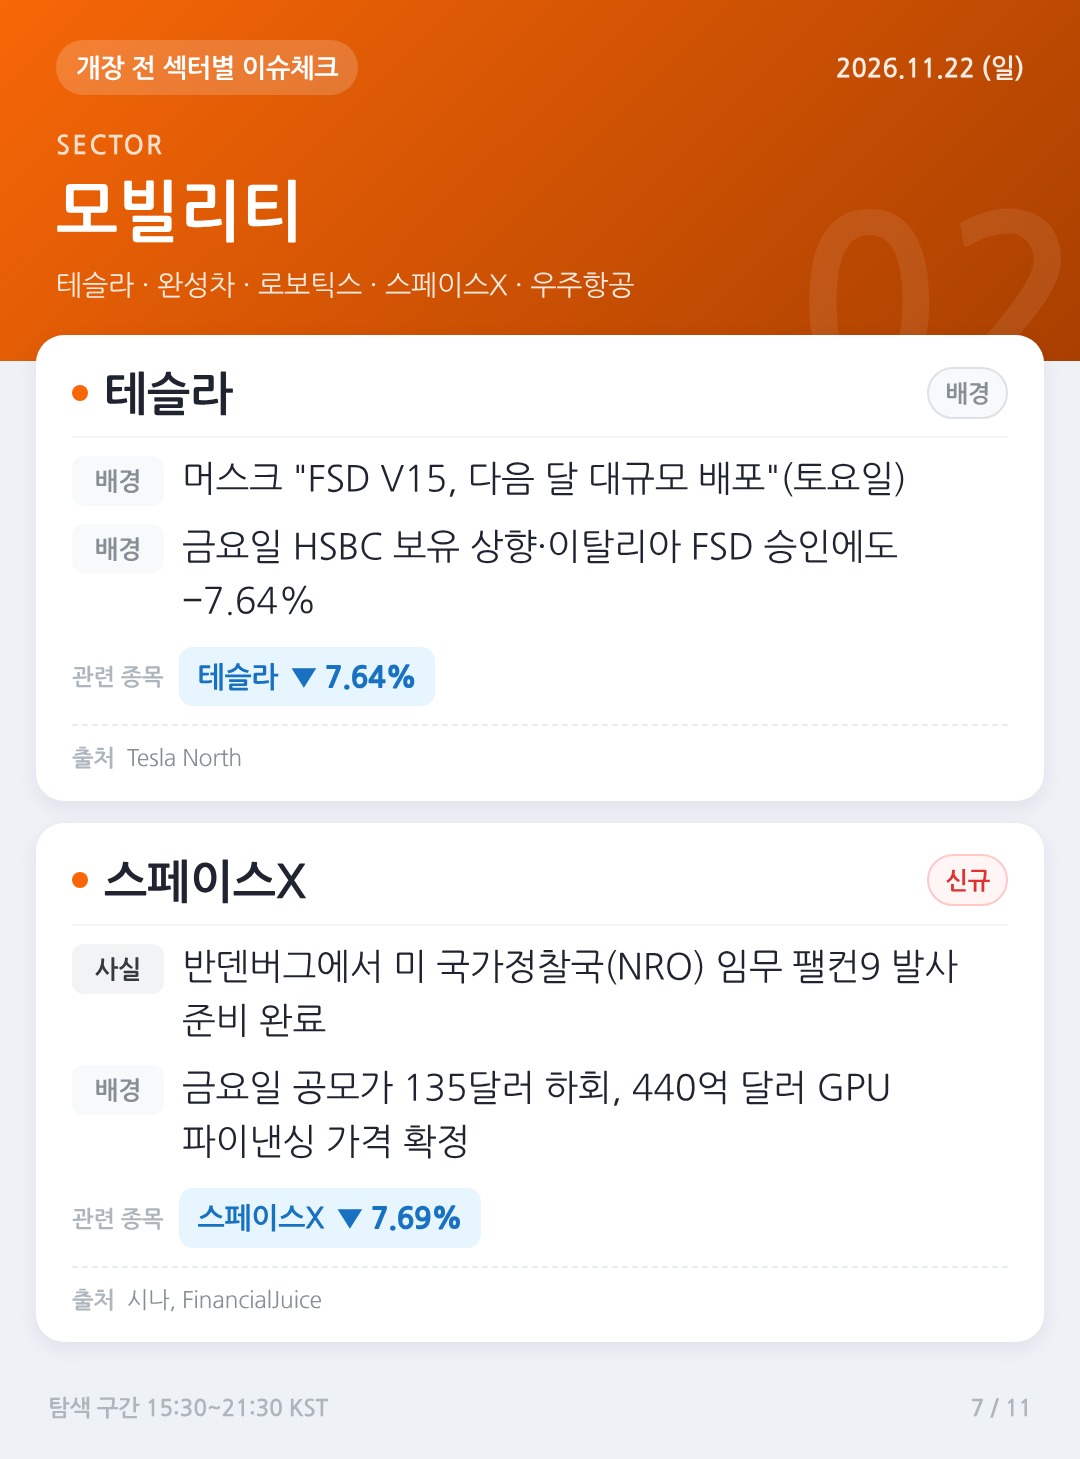 개장 전 섹터별 이슈체크
2026.11.22 (일)
SECTOR
모빌리티
02
테슬라 · 완성차 · 로보틱스 · 스페이스X · 우주항공
테슬라
배경
배경 머스크 "FSD V15, 다음 달 대규모 배포"(토요일)
배경 금요일 HSBC 보유 상향·이탈리아 FSD 승인에도
−7.64%
관련 종목 테슬라 ▼ 7.64%
출처 Tesla North
스페이스X
신규
사실 반덴버그에서 미 국가정찰국(NRO) 임무 팰컨9 발사
준비 완료
배경 금요일 공모가 135달러 하회, 440억 달러 GPU
파이낸싱 가격 확정
관련 종목 스페이스X ▼ 7.69%
출처 시나, FinancialJuice
탐색 구간 15:30~21:30 KST
7 / 11